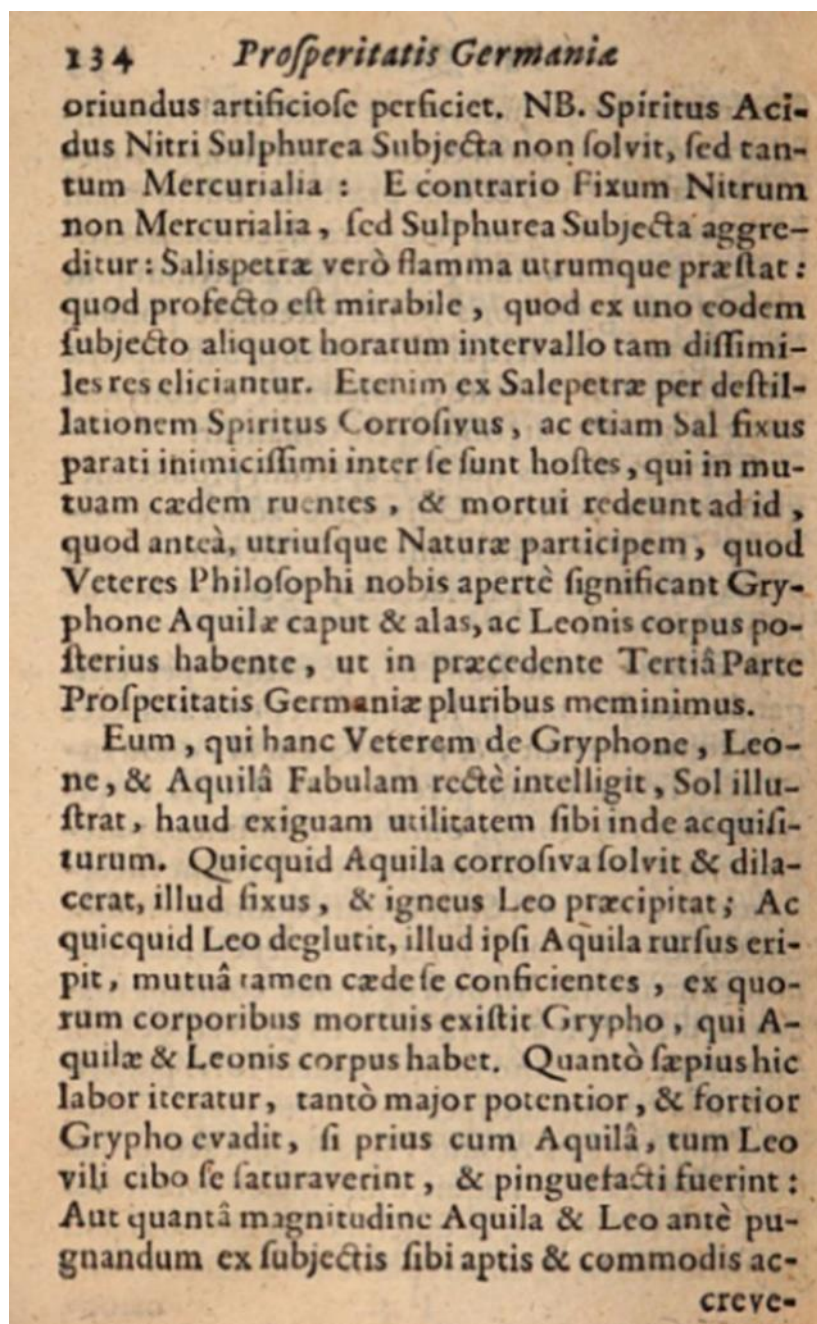 134 Proſperitatis Germaniæ
oriundus artificioſe perficiet. NB. Spiritus Aci-
dus Nitri Sulphurea Subjecta non ſolvit, ſed tan-
tum Mercurialia : E contrario Fixum Nitrum
non Mercurialia, ſed Sulphurea Subjecta aggre-
ditur: Salispetræ verò flamma utrumque præſtat:
quod profecto eſt mirabile, quod ex uno eodem
ſubjecto aliquot horarum intervallo tam diſſimi-
les res eliciantur. Etenim ex Salepetræ per deſtil-
lationem Spiritus Corroſivus, ac etiam Sal fixus
parati inimiciſſimi inter ſe ſunt hoſtes, qui in mu-
tuam cædem ruentes, & mortui redeunt ad id,
quod anteà, utriuſque Naturæ participem, quod
Veteres Philoſophi nobis apertè ſignificant Gry-
phone Aquilæ caput & alas, ac Leonis corpus po-
ſterius habente, ut in præcedente Tertiâ Parte
Proſperitatis Germaniæ pluribus meminimus.
Eum, qui hanc Veterem de Gryphone, Leo-
ne, & Aquilâ Fabulam rectè intelligit, Sol illu-
ſtrat, haud exiguam utilitatem ſibi inde acquiſi-
turum. Quicquid Aquila corroſiva ſolvit & dila-
cerat, illud fixus, & igneus Leo præcipitat; Ac
quicquid Leo deglutit, illud ipſi Aquila rurſus eri-
pit, mutuâ tamen cæde ſe conficientes, ex quo-
rum corporibus mortuis exiſtit Grypho, qui A-
quilæ & Leonis corpus habet. Quantò ſæpius hic
labor iteratur, tantò major potentior, & fortior
Grypho evadit, ſi prius cum Aquilâ, tum Leo
vili cibo ſe ſaturaverint, & pinguefacti fuerint:
Aut quantâ magnitudine Aquila & Leo antè pu-
gnandum ex ſubjectis ſibi aptis & commodis ac-
creve-